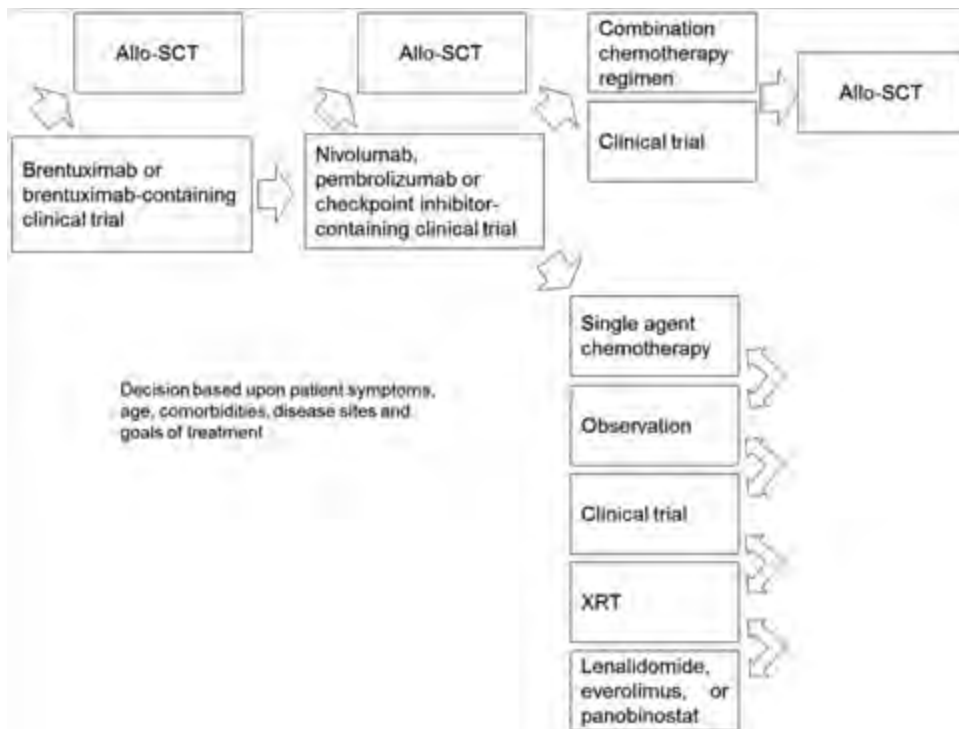 Allo-SCT
Allo-SCT
Combination
chemotherapy
regimen
Allo-SCT
Clinical trial
Brentuximab or
brentuximab-containing
clinical trial
Nivolumab,
pembrolizumab or
checkpoint inhibitor-
containing clinical trial
Single agent
chemotherapy
Decision based upon patient symptoms,
age, comorbidities, disease sites and
goals of treatment
Observation
Clinical trial
XRT
Lenalidomide,
everolimus, or
panobinostat